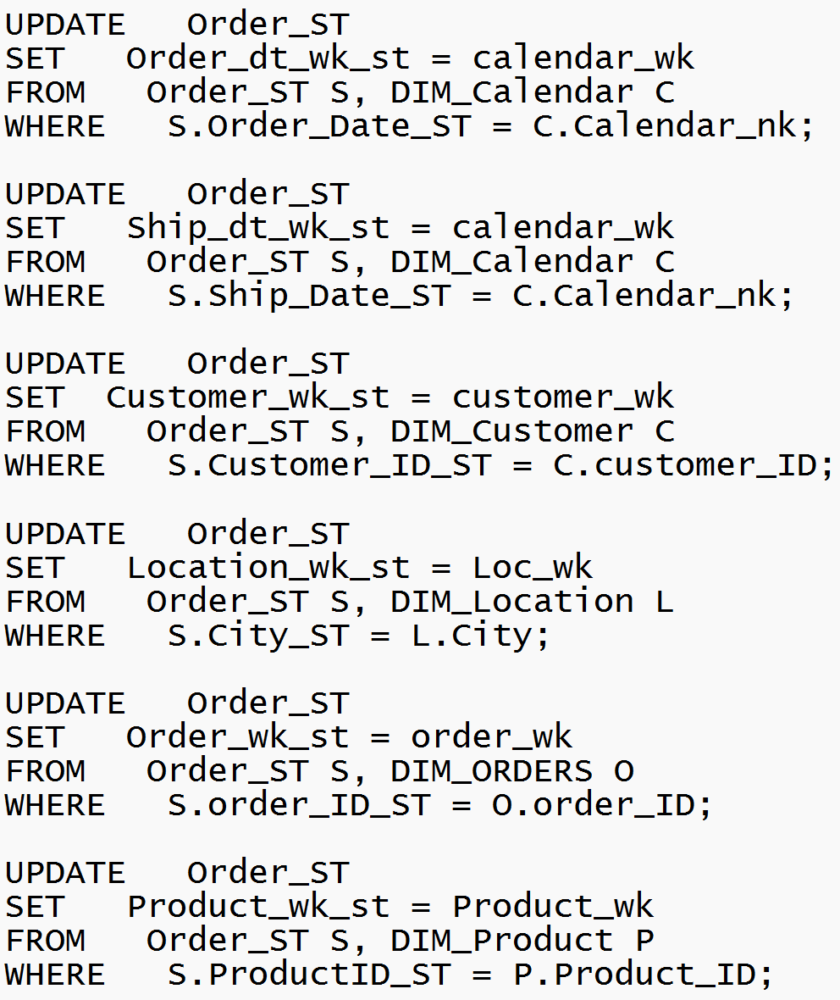 UPDATE   Order_ST
SET   Order_dt_wk_st = calendar_wk
FROM   Order_ST S, DIM_Calendar C
WHERE   S.Order_Date_ST = C.Calendar_nk;

UPDATE   Order_ST
SET   Ship_dt_wk_st = calendar_wk
FROM   Order_ST S, DIM_Calendar C
WHERE   S.Ship_Date_ST = C.Calendar_nk;

UPDATE   Order_ST
SET  Customer_wk_st = customer_wk
FROM   Order_ST S, DIM_Customer C
WHERE   S.Customer_ID_ST = C.customer_ID;

UPDATE   Order_ST
SET   Location_wk_st = Loc_wk
FROM   Order_ST S, DIM_Location L
WHERE   S.City_ST = L.City;

UPDATE   Order_ST
SET   Order_wk_st = order_wk
FROM   Order_ST S, DIM_ORDERS O
WHERE   S.order_ID_ST = O.order_ID;

UPDATE   Order_ST
SET   Product_wk_st = Product_wk
FROM   Order_ST S, DIM_Product P
WHERE   S.ProductID_ST = P.Product_ID;